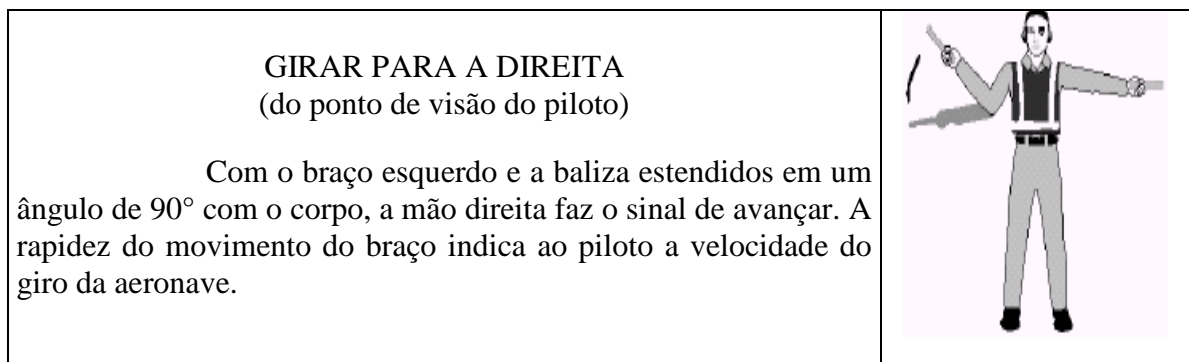 GIRAR PARA A DIREITA
(do ponto de visão do piloto)
Com o braço esquerdo e a baliza estendidos em um
ângulo de 90° com o corpo, a mão direita faz o sinal de avançar. A
rapidez do movimento do braço indica ao piloto a velocidade do
giro da aeronave.